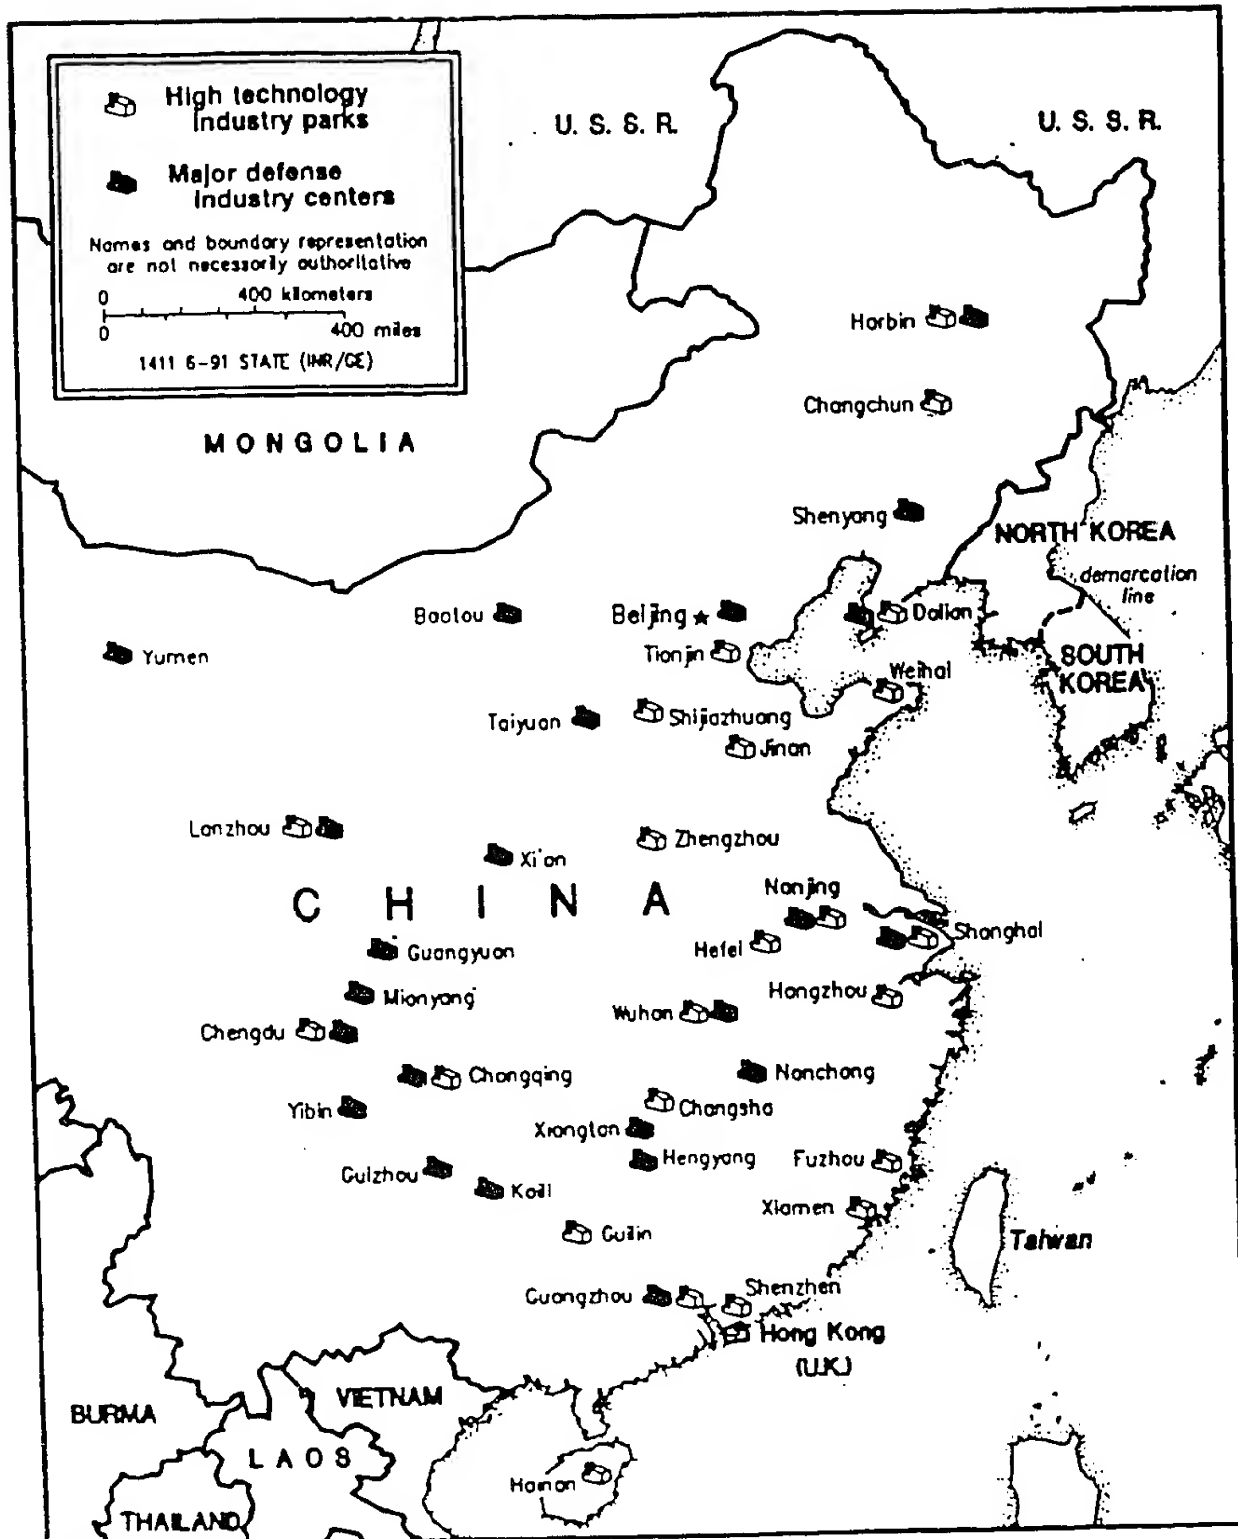 High technology
Industry parks
Major defense
Industry centers
Names and boundary representation
are not necessarily authoritative
0 400 kilometers
0 400 miles
1411 6-91 STATE (INR/GE)
U. S. S. R.
U. S. S. R.
MONGOLIA
Harbin
Changchun
Shenyang
NORTH KOREA
demarcation
line
Baotou
Beijing
Dalian
Yumen
Tianjin
SOUTH
KOREA
Weihai
Taiyuan
Shijiazhuang
Jinan
Lanzhou
Zhengzhou
Xi'an
CHINA
Nanjing
Shanghai
Guangyuan
Hefei
Mianyang
Hangzhou
Wuhan
Chengdu
Chongqing
Nanchang
Yibin
Changsha
Xiangtan
Hengyang
Fuzhou
Guizhou
Kaili
Xiamen
Guilin
Taiwan
Guangzhou
Shenzhen
Hong Kong
(U.K.)
VIETNAM
BURMA
LAOS
Hainan
THAILAND